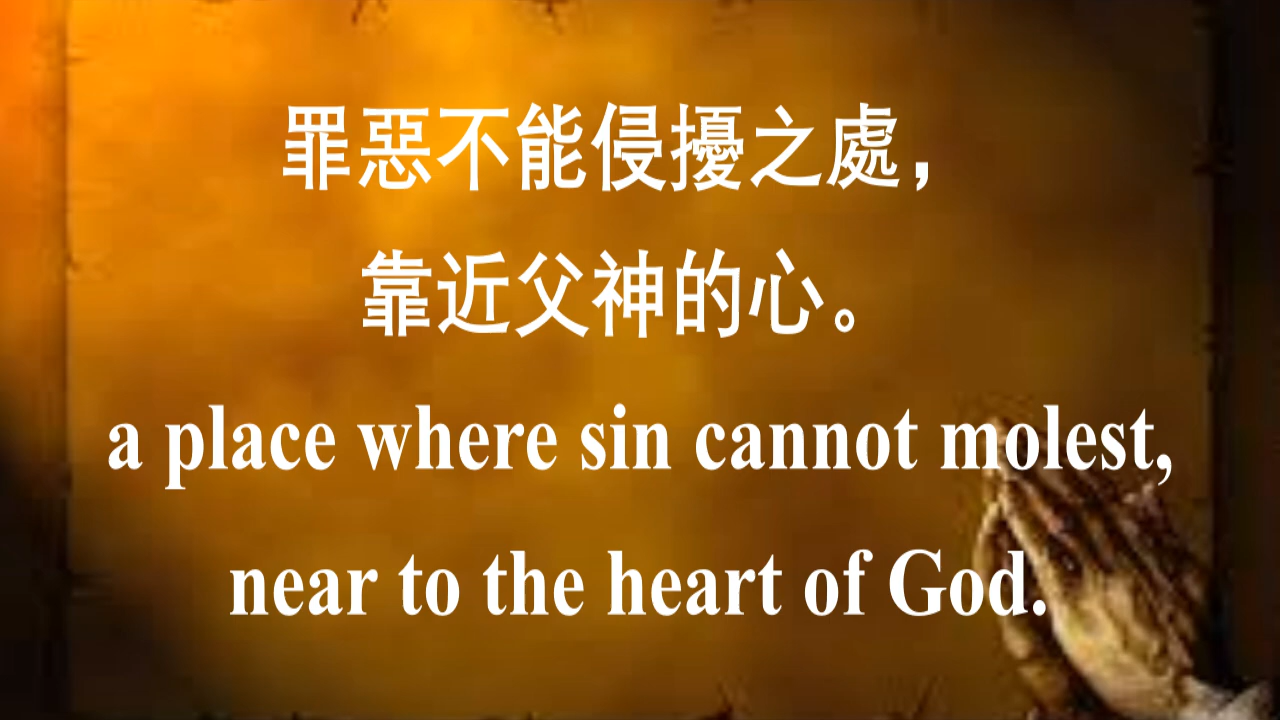 罪惡不能侵擾之處，
靠近父神的心。
a place where sin cannot molest,
near to the heart of God.